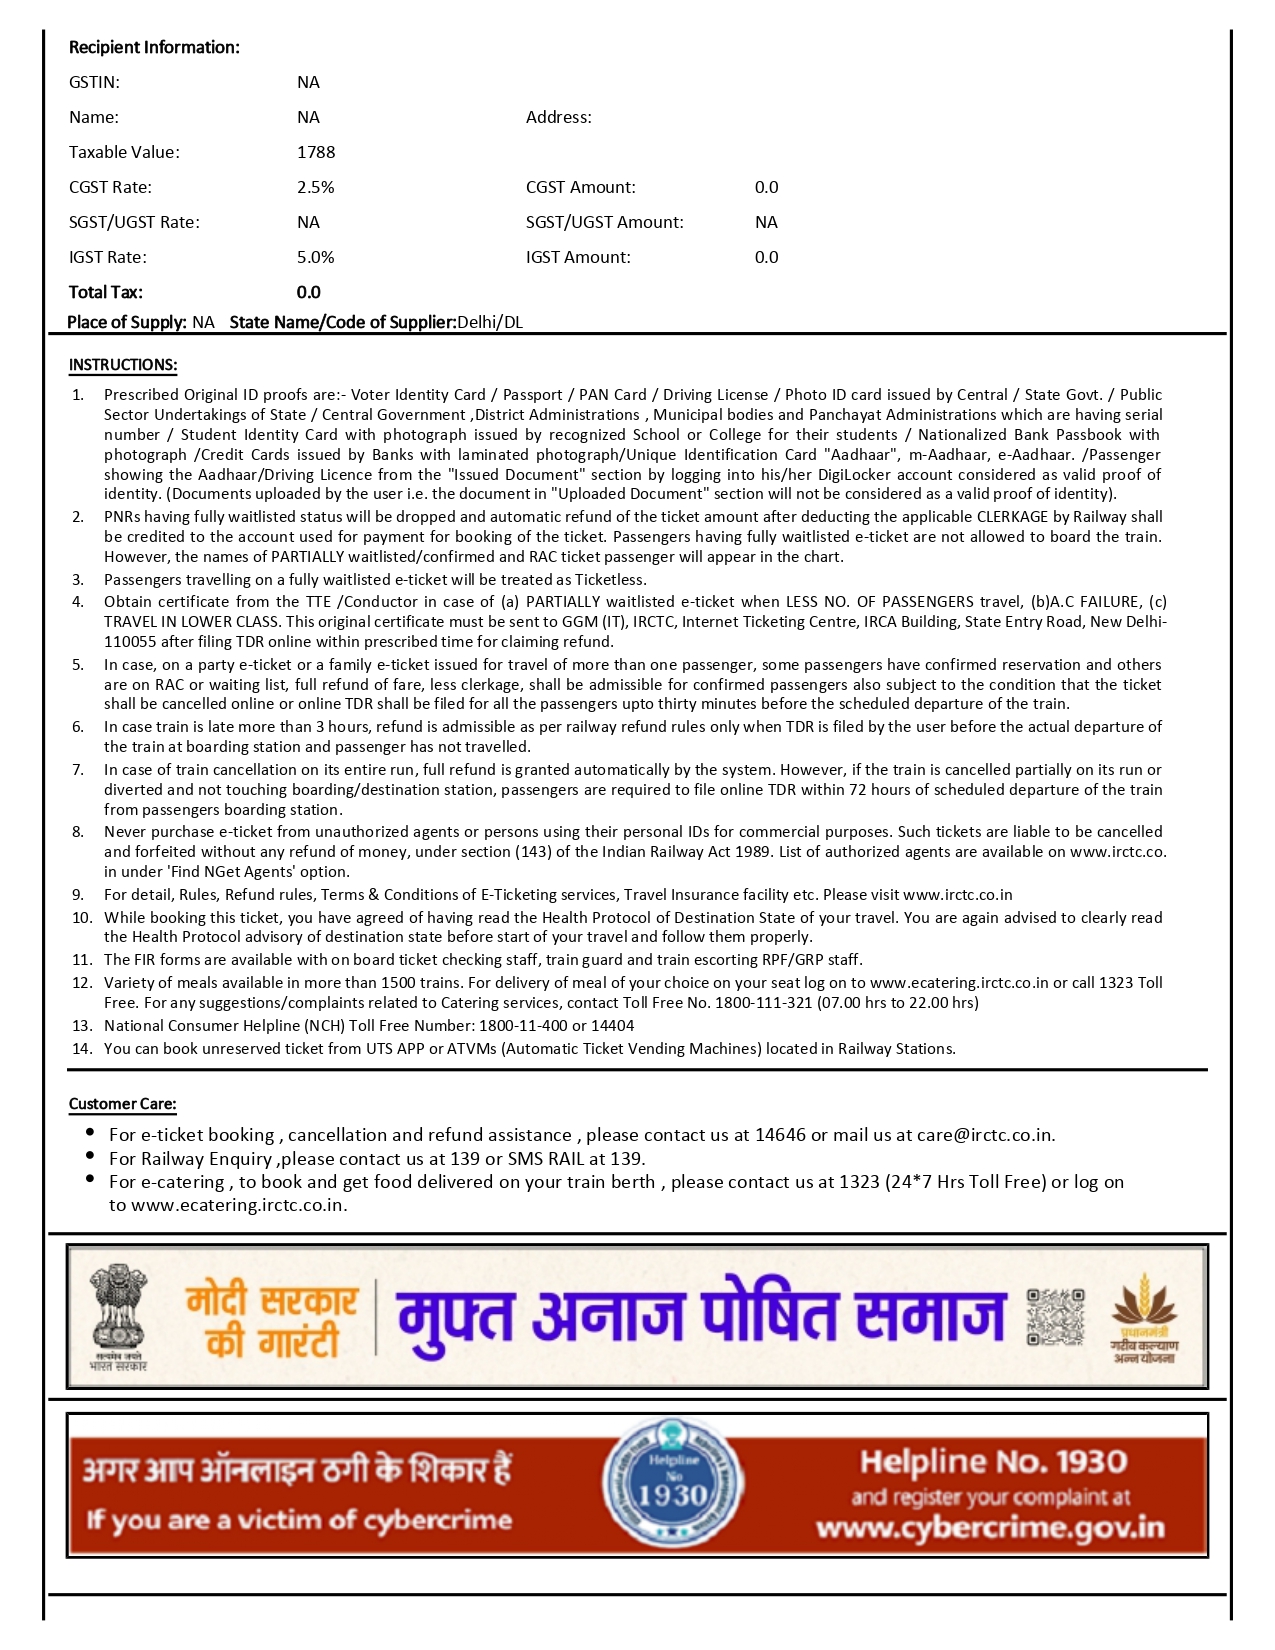 Recipient Information:
GSTIN: NA
Name: NA Address:
Taxable Value: 1788
CGST Rate: 2.5% CGST Amount: 0.0
SGST/UGST Rate: NA SGST/UGST Amount: NA
IGST Rate: 5.0% IGST Amount: 0.0
Total Tax: 0.0
Place of Supply: NA State Name/Code of Supplier:Delhi/DL
INSTRUCTIONS:
1. Prescribed Original ID proofs are:- Voter Identity Card / Passport / PAN Card / Driving License / Photo ID card issued by Central / State Govt. / Public
Sector Undertakings of State / Central Government ,District Administrations , Municipal bodies and Panchayat Administrations which are having serial
number / Student Identity Card with photograph issued by recognized School or College for their students / Nationalized Bank Passbook with
photograph /Credit Cards issued by Banks with laminated photograph/Unique Identification Card "Aadhaar", m-Aadhaar, e-Aadhaar. /Passenger
showing the Aadhaar/Driving Licence from the "Issued Document" section by logging into his/her DigiLocker account considered as valid proof of
identity. (Documents uploaded by the user i.e. the document in "Uploaded Document" section will not be considered as a valid proof of identity).
2. PNRs having fully waitlisted status will be dropped and automatic refund of the ticket amount after deducting the applicable CLERKAGE by Railway shall
be credited to the account used for payment for booking of the ticket. Passengers having fully waitlisted e-ticket are not allowed to board the train.
However, the names of PARTIALLY waitlisted/confirmed and RAC ticket passenger will appear in the chart.
3. Passengers travelling on a fully waitlisted e-ticket will be treated as Ticketless.
4. Obtain certificate from the TTE /Conductor in case of (a) PARTIALLY waitlisted e-ticket when LESS NO. OF PASSENGERS travel, (b)A.C FAILURE, (c)
TRAVEL IN LOWER CLASS. This original certificate must be sent to GGM (IT), IRCTC, Internet Ticketing Centre, IRCA Building, State Entry Road, New Delhi-
110055 after filing TDR online within prescribed time for claiming refund.
5. In case, on a party e-ticket or a family e-ticket issued for travel of more than one passenger, some passengers have confirmed reservation and others
are on RAC or waiting list, full refund of fare, less clerkage, shall be admissible for confirmed passengers also subject to the condition that the ticket
shall be cancelled online or online TDR shall be filed for all the passengers upto thirty minutes before the scheduled departure of the train.
6. In case train is late more than 3 hours, refund is admissible as per railway refund rules only when TDR is filed by the user before the actual departure of
the train at boarding station and passenger has not travelled.
7. In case of train cancellation on its entire run, full refund is granted automatically by the system. However, if the train is cancelled partially on its run or
diverted and not touching boarding/destination station, passengers are required to file online TDR within 72 hours of scheduled departure of the train
from passengers boarding station.
8. Never purchase e-ticket from unauthorized agents or persons using their personal IDs for commercial purposes. Such tickets are liable to be cancelled
and forfeited without any refund of money, under section (143) of the Indian Railway Act 1989. List of authorized agents are available on www.irctc.co.
in under 'Find NGet Agents' option.
9. For detail, Rules, Refund rules, Terms & Conditions of E-Ticketing services, Travel Insurance facility etc. Please visit www.irctc.co.in
10. While booking this ticket, you have agreed of having read the Health Protocol of Destination State of your travel. You are again advised to clearly read
the Health Protocol advisory of destination state before start of your travel and follow them properly.
11. The FIR forms are available with on board ticket checking staff, train guard and train escorting RPF/GRP staff.
12. Variety of meals available in more than 1500 trains. For delivery of meal of your choice on your seat log on to www.ecatering.irctc.co.in or call 1323 Toll
Free. For any suggestions/complaints related to Catering services, contact Toll Free No. 1800-111-321 (07.00 hrs to 22.00 hrs)
13. National Consumer Helpline (NCH) Toll Free Number: 1800-11-400 or 14404
14. You can book unreserved ticket from UTS APP or ATVMs (Automatic Ticket Vending Machines) located in Railway Stations.
Customer Care:
• For e-ticket booking , cancellation and refund assistance , please contact us at 14646 or mail us at care@irctc.co.in.
• For Railway Enquiry ,please contact us at 139 or SMS RAIL at 139.
• For e-catering , to book and get food delivered on your train berth , please contact us at 1323 (24*7 Hrs Toll Free) or log on
to www.ecatering.irctc.co.in.
सत्यमेव जयते
भारत सरकार
मोदी सरकार
की गारंटी
मुफ्त अनाज पोषित समाज
प्रधानमंत्री
गरीब कल्याण
अन्न योजना
अगर आप ऑनलाइन ठगी के शिकार हैं
If you are a victim of cybercrime
Helpline
No
1930
Helpline No. 1930
and register your complaint at
www.cybercrime.gov.in